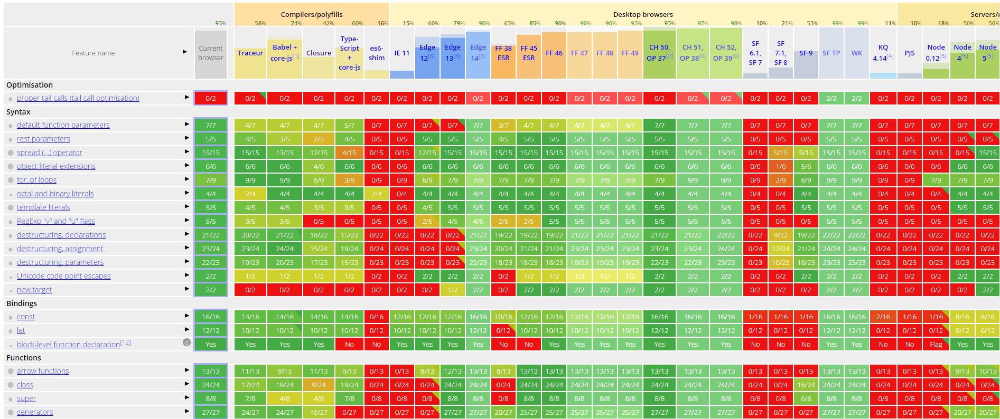 Compilers/polyfills Desktop browsers Servers/r
93% 58% 74% 42% 60% 16% 15% 60% 79% 90% 63% 85% 90% 90% 90% 93% 93% 97% 98% 10% 21% 53% 99% 99% 11% 10% 18% 50% 56%
Feature name ▶ Current browser Traceur Babel + core-js[1] Closure Type-Script + core-js es6-shim IE 11 Edge 12[3] Edge 13[3] Edge 14[3] FF 38 ESR FF 45 ESR FF 46 FF 47 FF 48 FF 49 CH 50, OP 37[0] CH 51, OP 38[0] CH 52, OP 39[0] SF 6.1, SF 7 SF 7.1, SF 8 SF 9 SF TP WK KQ 4.14[4] PJS Node 0.12[5] Node 4[5] Node 5[5]
Optimisation
proper tail calls (tail call optimisation) ▶ 0/2 0/2 0/2 0/2 0/2 0/2 0/2 0/2 0/2 0/2 0/2 0/2 0/2 0/2 0/2 0/2 0/2 0/2 0/2 0/2 0/2 0/2 2/2 2/2 0/2 0/2 0/2 0/2 0/2
Syntax
default function parameters ▶ 7/7 4/7 4/7 4/7 5/7 0/7 0/7 0/7 0/7 7/7 3/7 4/7 4/7 4/7 4/7 4/7 7/7 7/7 7/7 0/7 0/7 0/7 7/7 7/7 0/7 0/7 0/7 0/7 0/7
rest parameters ▶ 5/5 4/5 3/5 2/5 4/5 0/5 0/5 5/5 5/5 5/5 4/5 5/5 5/5 5/5 5/5 5/5 5/5 5/5 5/5 0/5 0/5 0/5 5/5 5/5 0/5 0/5 0/5 0/5 0/5
spread (...) operator ▶ 15/15 15/15 13/15 12/15 4/15 0/15 0/15 12/15 15/15 15/15 15/15 15/15 15/15 15/15 15/15 15/15 15/15 15/15 15/15 0/15 5/15 9/15 15/15 15/15 0/15 0/15 0/15 0/15 15/15
object literal extensions ▶ 6/6 6/6 6/6 4/6 6/6 0/6 0/6 6/6 6/6 6/6 6/6 6/6 6/6 6/6 6/6 6/6 6/6 6/6 6/6 0/6 1/6 5/6 6/6 6/6 0/6 0/6 0/6 6/6 6/6
for..of loops ▶ 7/9 9/9 9/9 6/9 3/9 0/9 0/9 6/9 7/9 7/9 7/9 7/9 7/9 7/9 7/9 7/9 7/9 9/9 9/9 0/9 2/9 8/9 9/9 9/9 0/9 0/9 7/9 7/9 7/9
octal and binary literals ▶ 4/4 2/4 4/4 4/4 4/4 2/4 0/4 4/4 4/4 4/4 4/4 4/4 4/4 4/4 4/4 4/4 4/4 4/4 4/4 0/4 0/4 4/4 4/4 4/4 0/4 0/4 0/4 4/4 4/4
template literals ▶ 5/5 4/5 4/5 3/5 3/5 0/5 0/5 4/5 5/5 5/5 5/5 5/5 5/5 5/5 5/5 5/5 5/5 5/5 5/5 0/5 0/5 5/5 5/5 5/5 0/5 0/5 0/5 5/5 5/5
RegExp "y" and "u" flags ▶ 5/5 3/5 3/5 0/5 0/5 0/5 0/5 2/5 4/5 4/5 2/5 2/5 5/5 5/5 5/5 5/5 5/5 5/5 5/5 0/5 0/5 0/5 5/5 5/5 0/5 0/5 0/5 0/5 0/5
destructuring, declarations ▶ 21/22 20/22 21/22 18/22 15/22 0/22 0/22 0/22 0/22 21/22 19/22 19/22 19/22 21/22 21/22 21/22 21/22 21/22 22/22 0/22 9/22 19/22 22/22 22/22 0/22 0/22 0/22 0/22 0/22
destructuring, assignment ▶ 23/24 23/24 24/24 15/24 19/24 0/24 0/24 0/24 0/24 23/24 20/24 21/24 21/24 23/24 23/24 23/24 23/24 23/24 24/24 0/24 12/24 21/24 24/24 24/24 0/24 0/24 0/24 0/24 0/24
destructuring, parameters ▶ 22/23 19/23 20/23 17/23 15/23 0/23 0/23 0/23 0/23 22/23 18/23 18/23 18/23 19/23 19/23 19/23 22/23 22/23 23/23 0/23 10/23 18/23 23/23 23/23 0/23 0/23 0/23 0/23 0/23
Unicode code point escapes ▶ 2/2 1/2 1/2 1/2 1/2 0/2 0/2 2/2 2/2 2/2 0/2 1/2 1/2 1/2 1/2 1/2 2/2 2/2 2/2 0/2 0/2 2/2 2/2 2/2 0/2 0/2 0/2 2/2 2/2
new.target ▶ 2/2 0/2 0/2 0/2 0/2 0/2 0/2 0/2 1/2 2/2 0/2 2/2 2/2 2/2 2/2 2/2 2/2 2/2 2/2 0/2 0/2 0/2 2/2 2/2 0/2 0/2 0/2 0/2 2/2
Bindings
const ▶ 16/16 14/16 14/16 14/16 14/16 0/16 12/16 12/16 12/16 16/16 10/16 12/16 12/16 12/16 12/16 12/16 16/16 16/16 16/16 1/16 1/16 1/16 16/16 16/16 2/16 1/16 1/16 8/16 8/16
let ▶ 12/12 10/12 10/12 10/12 10/12 0/12 10/12 10/12 10/12 12/12 0/12 10/12 10/12 10/12 10/12 10/12 12/12 12/12 12/12 0/12 0/12 0/12 12/12 12/12 0/12 0/12 0/12 6/12 6/12
block-level function declaration[12] C Yes Yes Yes Yes No No Yes Yes Yes Yes No No Yes Yes Yes Yes Yes Yes Yes No No No Yes Yes No No Flag Yes Yes
Functions
arrow functions ▶ 13/13 11/13 9/13 11/13 9/13 0/13 0/13 8/13 12/13 13/13 8/13 13/13 13/13 13/13 13/13 13/13 13/13 13/13 13/13 0/13 0/13 0/13 13/13 13/13 0/13 0/13 0/13 9/13 10/13
class ▶ 24/24 17/24 19/24 9/24 19/24 0/24 0/24 0/24 24/24 24/24 0/24 24/24 24/24 24/24 24/24 24/24 24/24 24/24 24/24 0/24 0/24 16/24 24/24 24/24 0/24 0/24 0/24 0/24 0/24
super ▶ 8/8 7/8 4/8 4/8 7/8 0/8 0/8 0/8 8/8 8/8 0/8 8/8 8/8 8/8 8/8 8/8 8/8 8/8 8/8 0/8 0/8 6/8 8/8 8/8 0/8 0/8 0/8 0/8 0/8
generators ▶ 27/27 24/27 24/27 16/27 0/27 0/27 0/27 0/27 27/27 27/27 20/27 25/27 25/27 25/27 25/27 25/27 27/27 27/27 27/27 0/27 0/27 0/27 27/27 27/27 0/27 0/27 0/27 20/27 20/27